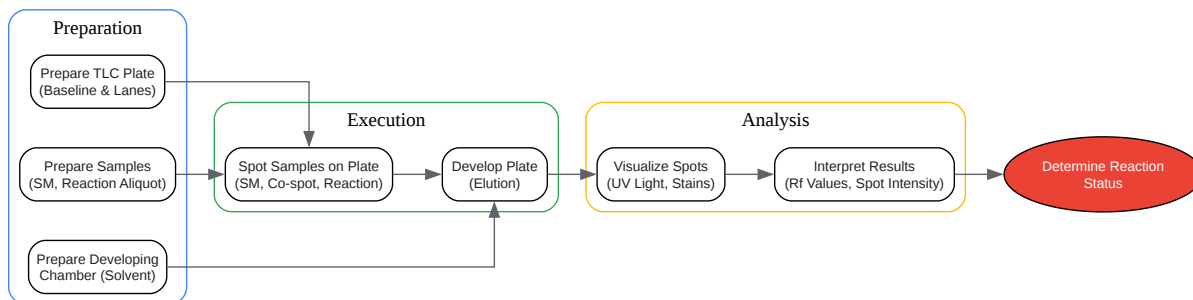 Preparation
Prepare TLC Plate
(Baseline & Lanes)
Prepare Samples
(SM, Reaction Aliquot)
Prepare Developing
Chamber (Solvent)
Execution
Spot Samples on Plate
(SM, Co-spot, Reaction)
Develop Plate
(Elution)
Analysis
Visualize Spots
(UV Light, Stains)
Interpret Results
(Rf Values, Spot Intensity)
Determine Reaction
Status